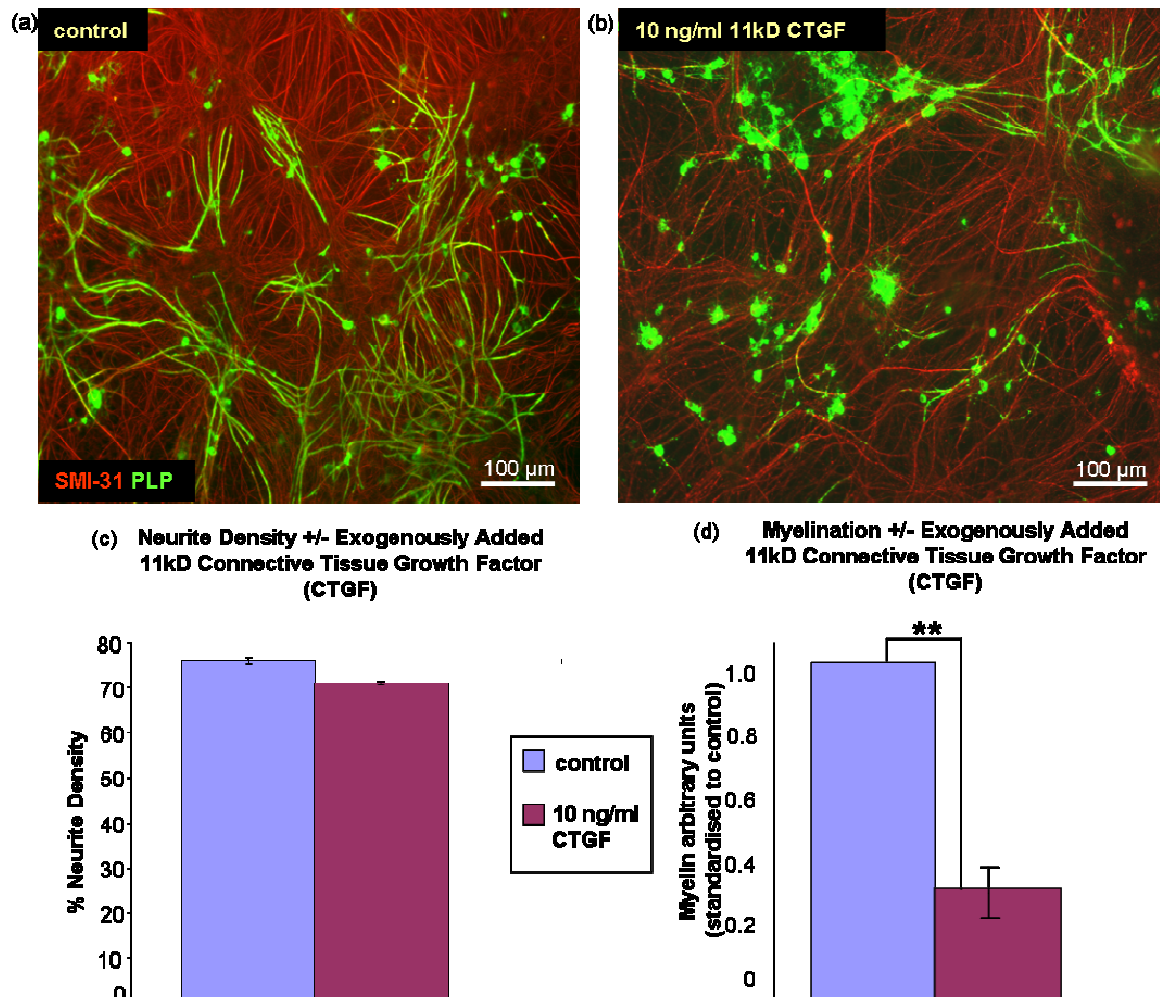 (a) control
SMI-31 PLP
100 µm
(b) 10 ng/ml 11kD CTGF
100 µm
(c) Neurite Density +/- Exogenously Added
11kD Connective Tissue Growth Factor
(CTGF)
% Neurite Density
80
70
60
50
40
30
20
10
0
control
10 ng/ml
CTGF
(d) Myelination +/- Exogenously Added
11kD Connective Tissue Growth Factor
(CTGF)
**
Myelin arbitrary units
(standardised to control)
1.0
0.8
0.6
0.4
0.2
0